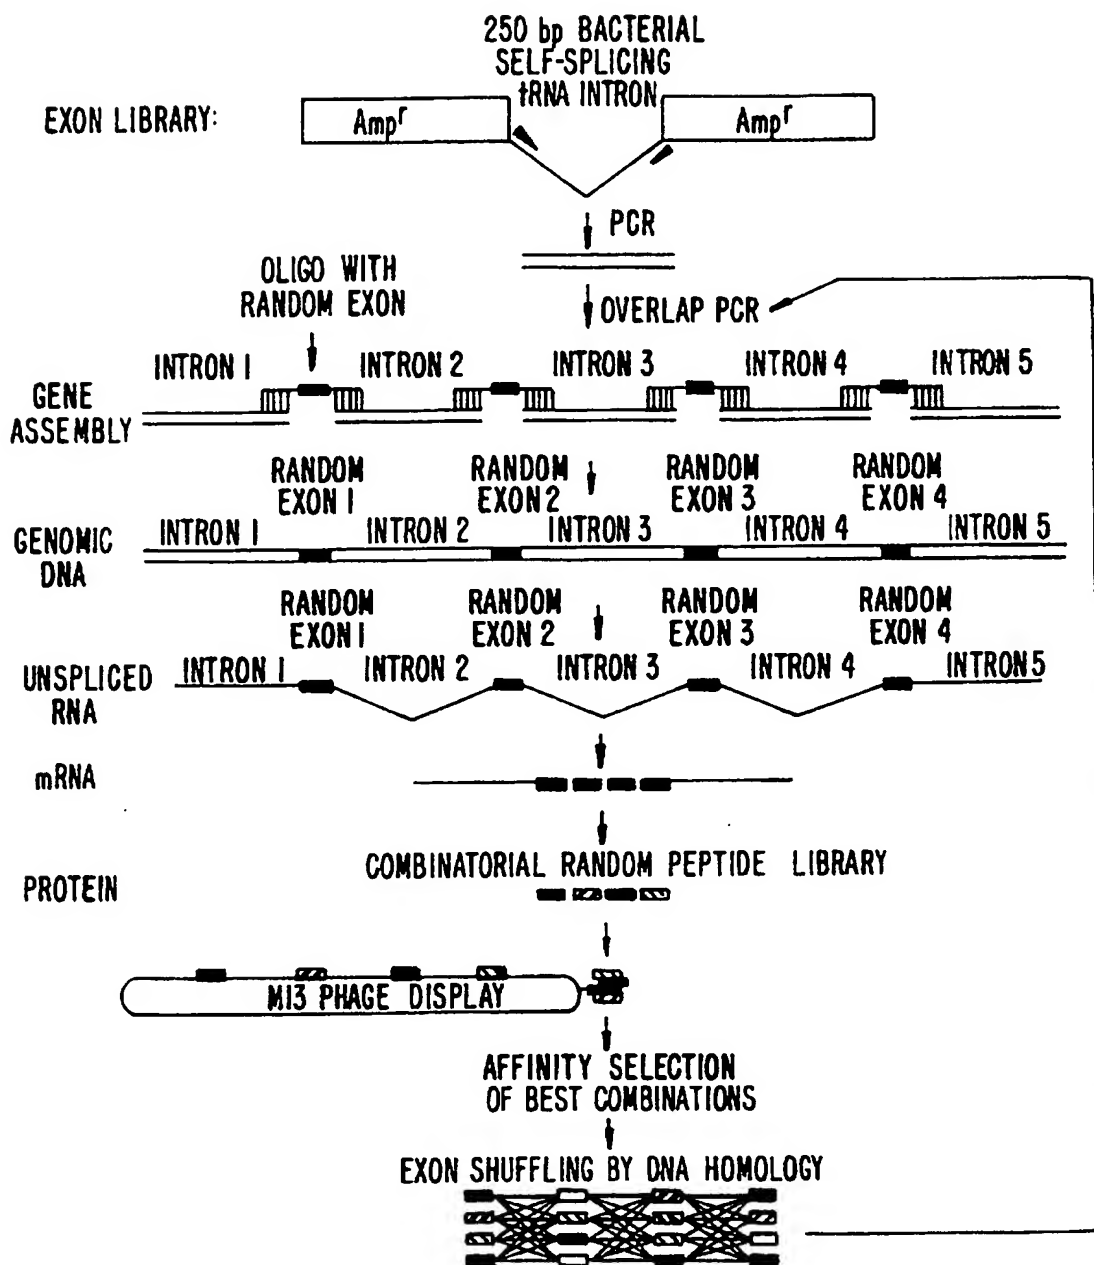 250 bp BACTERIAL
SELF-SPLICING
tRNA INTRON
EXON LIBRARY:
Ampr
Ampr
PCR
OLIGO WITH
RANDOM EXON
OVERLAP PCR
INTRON 1 INTRON 2 INTRON 3 INTRON 4 INTRON 5
GENE
ASSEMBLY
RANDOM
EXON 1
RANDOM
EXON 2
RANDOM
EXON 3
RANDOM
EXON 4
INTRON 1 INTRON 2 INTRON 3 INTRON 4 INTRON 5
GENOMIC
DNA
RANDOM
EXON 1
RANDOM
EXON 2
RANDOM
EXON 3
RANDOM
EXON 4
INTRON 1 INTRON 2 INTRON 3 INTRON 4 INTRON 5
UNSPLICED
RNA
mRNA
COMBINATORIAL RANDOM PEPTIDE LIBRARY
PROTEIN
M13 PHAGE DISPLAY
AFFINITY SELECTION
OF BEST COMBINATIONS
EXON SHUFFLING BY DNA HOMOLOGY